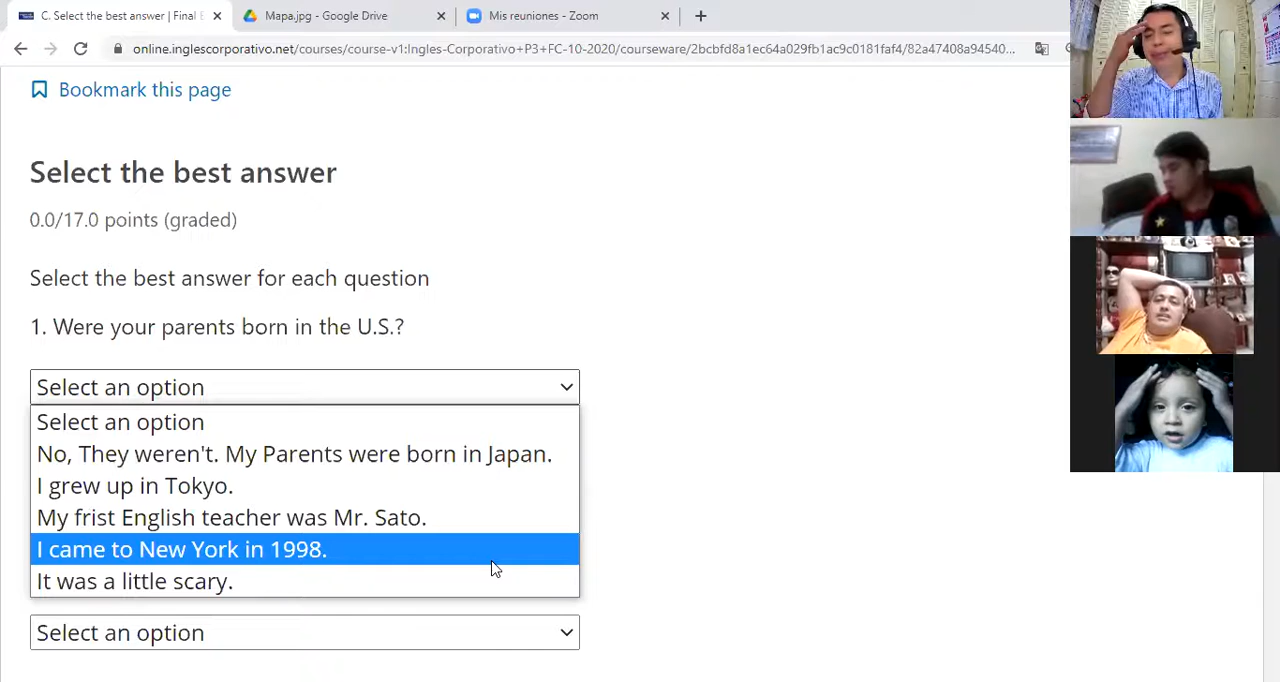 C. Select the best answer | Final E
Mapa.jpg - Google Drive
Mis reuniones - Zoom
online.inglescorporativo.net/courses/course-v1:Ingles-Corporativo+P3+FC-10-2020/courseware/2bcbfd8a1ec64a029fb1ac9c0181faf4/82a47408a94540...
Bookmark this page
Select the best answer
0.0/17.0 points (graded)
Select the best answer for each question
1. Were your parents born in the U.S.?
Select an option
Select an option
No, They weren't. My Parents were born in Japan.
I grew up in Tokyo.
My frist English teacher was Mr. Sato.
I came to New York in 1998.
It was a little scary.
Select an option